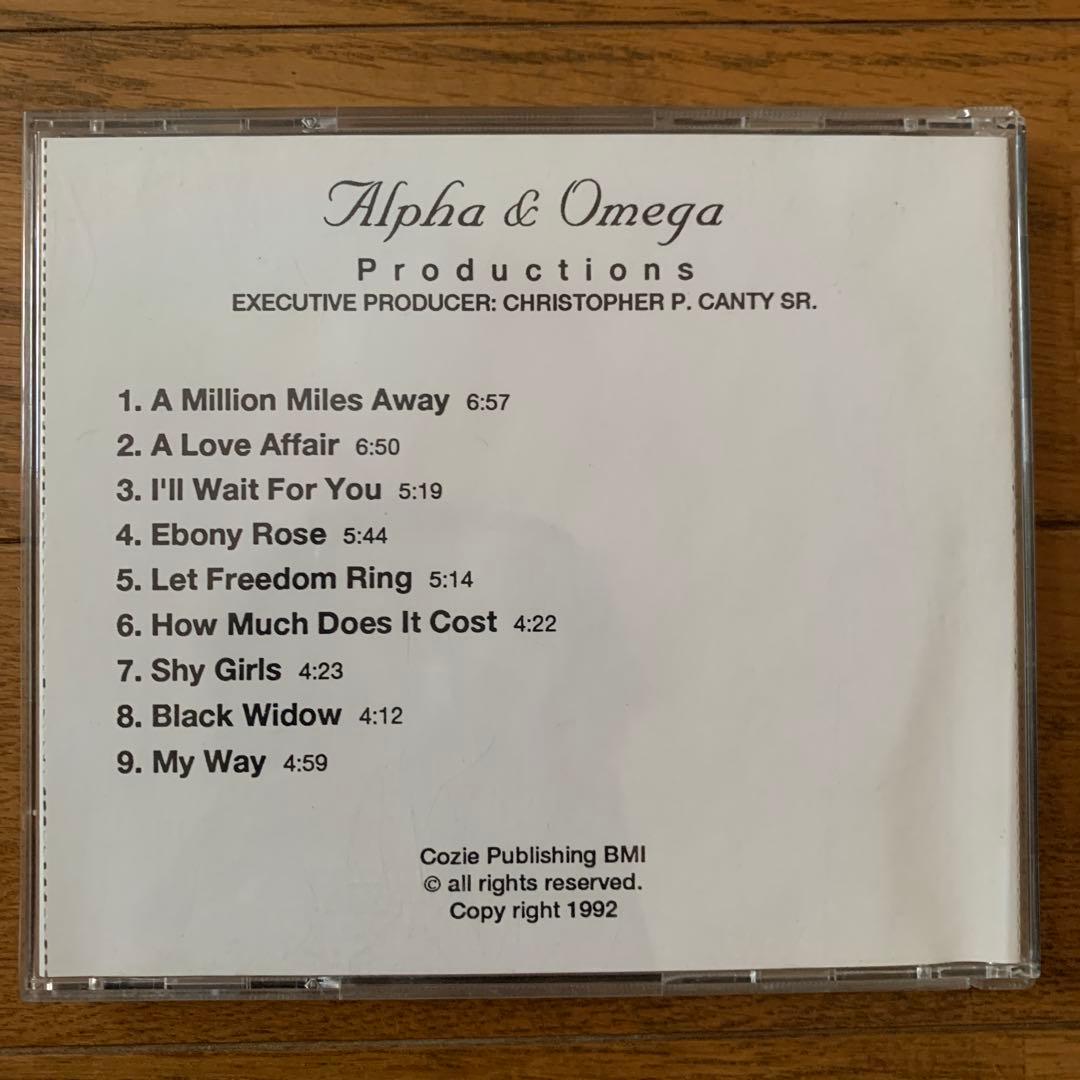 Alpha & Omega
Productions
EXECUTIVE PRODUCER: CHRISTOPHER P. CANTY SR.
1. A Million Miles Away 6:57
2. A Love Affair 6:50
3. I'll Wait For You 5:19
4. Ebony Rose 5:44
5. Let Freedom Ring 5:14
6. How Much Does It Cost 4:22
7. Shy Girls 4:23
8. Black Widow 4:12
9. My Way 4:59
Cozie Publishing BMI
© all rights reserved.
Copy right 1992